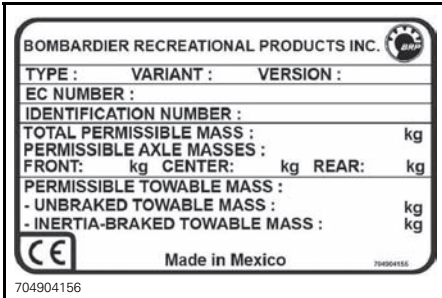 BOMBARDIER RECREATIONAL PRODUCTS INC. BRP
TYPE : VARIANT : VERSION :
EC NUMBER :
IDENTIFICATION NUMBER :
TOTAL PERMISSIBLE MASS : kg
PERMISSIBLE AXLE MASSES :
FRONT: kg CENTER: kg REAR: kg
PERMISSIBLE TOWABLE MASS :
- UNBRAKED TOWABLE MASS : kg
- INERTIA-BRAKED TOWABLE MASS : kg
CE Made in Mexico 704904155
704904156